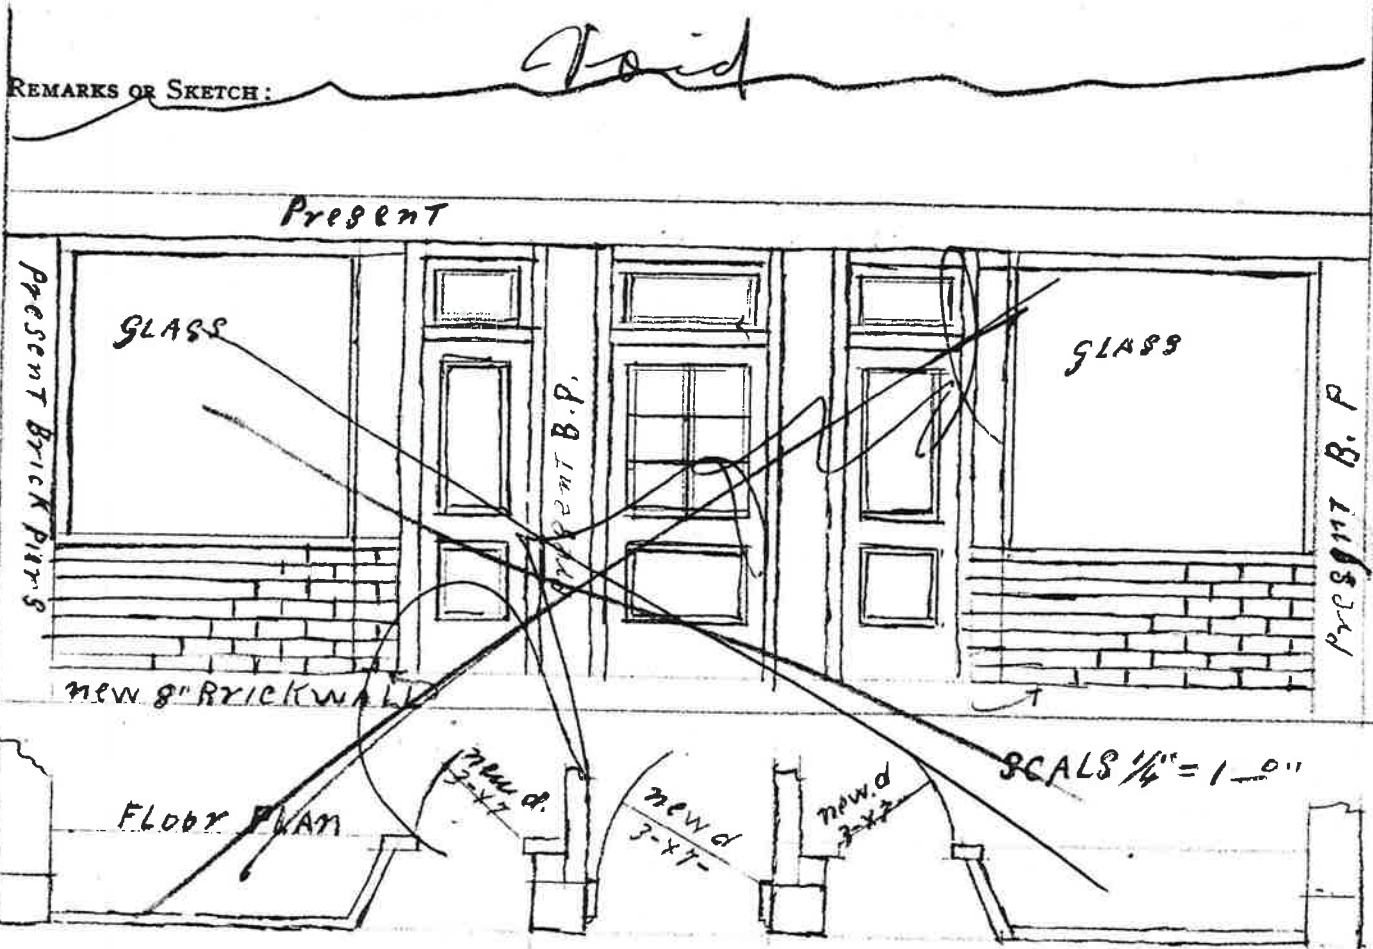 Void
REMARKS OR SKETCH:
Present
Present Brick Piers
GLASS
Present B.P.
GLASS
Present B.P
new 8" BrickWALL
SCALS 1/4" = 1-0"
FLoor PLAN
new d.
3-x7
new d
3-x7-
new.d
3-x7